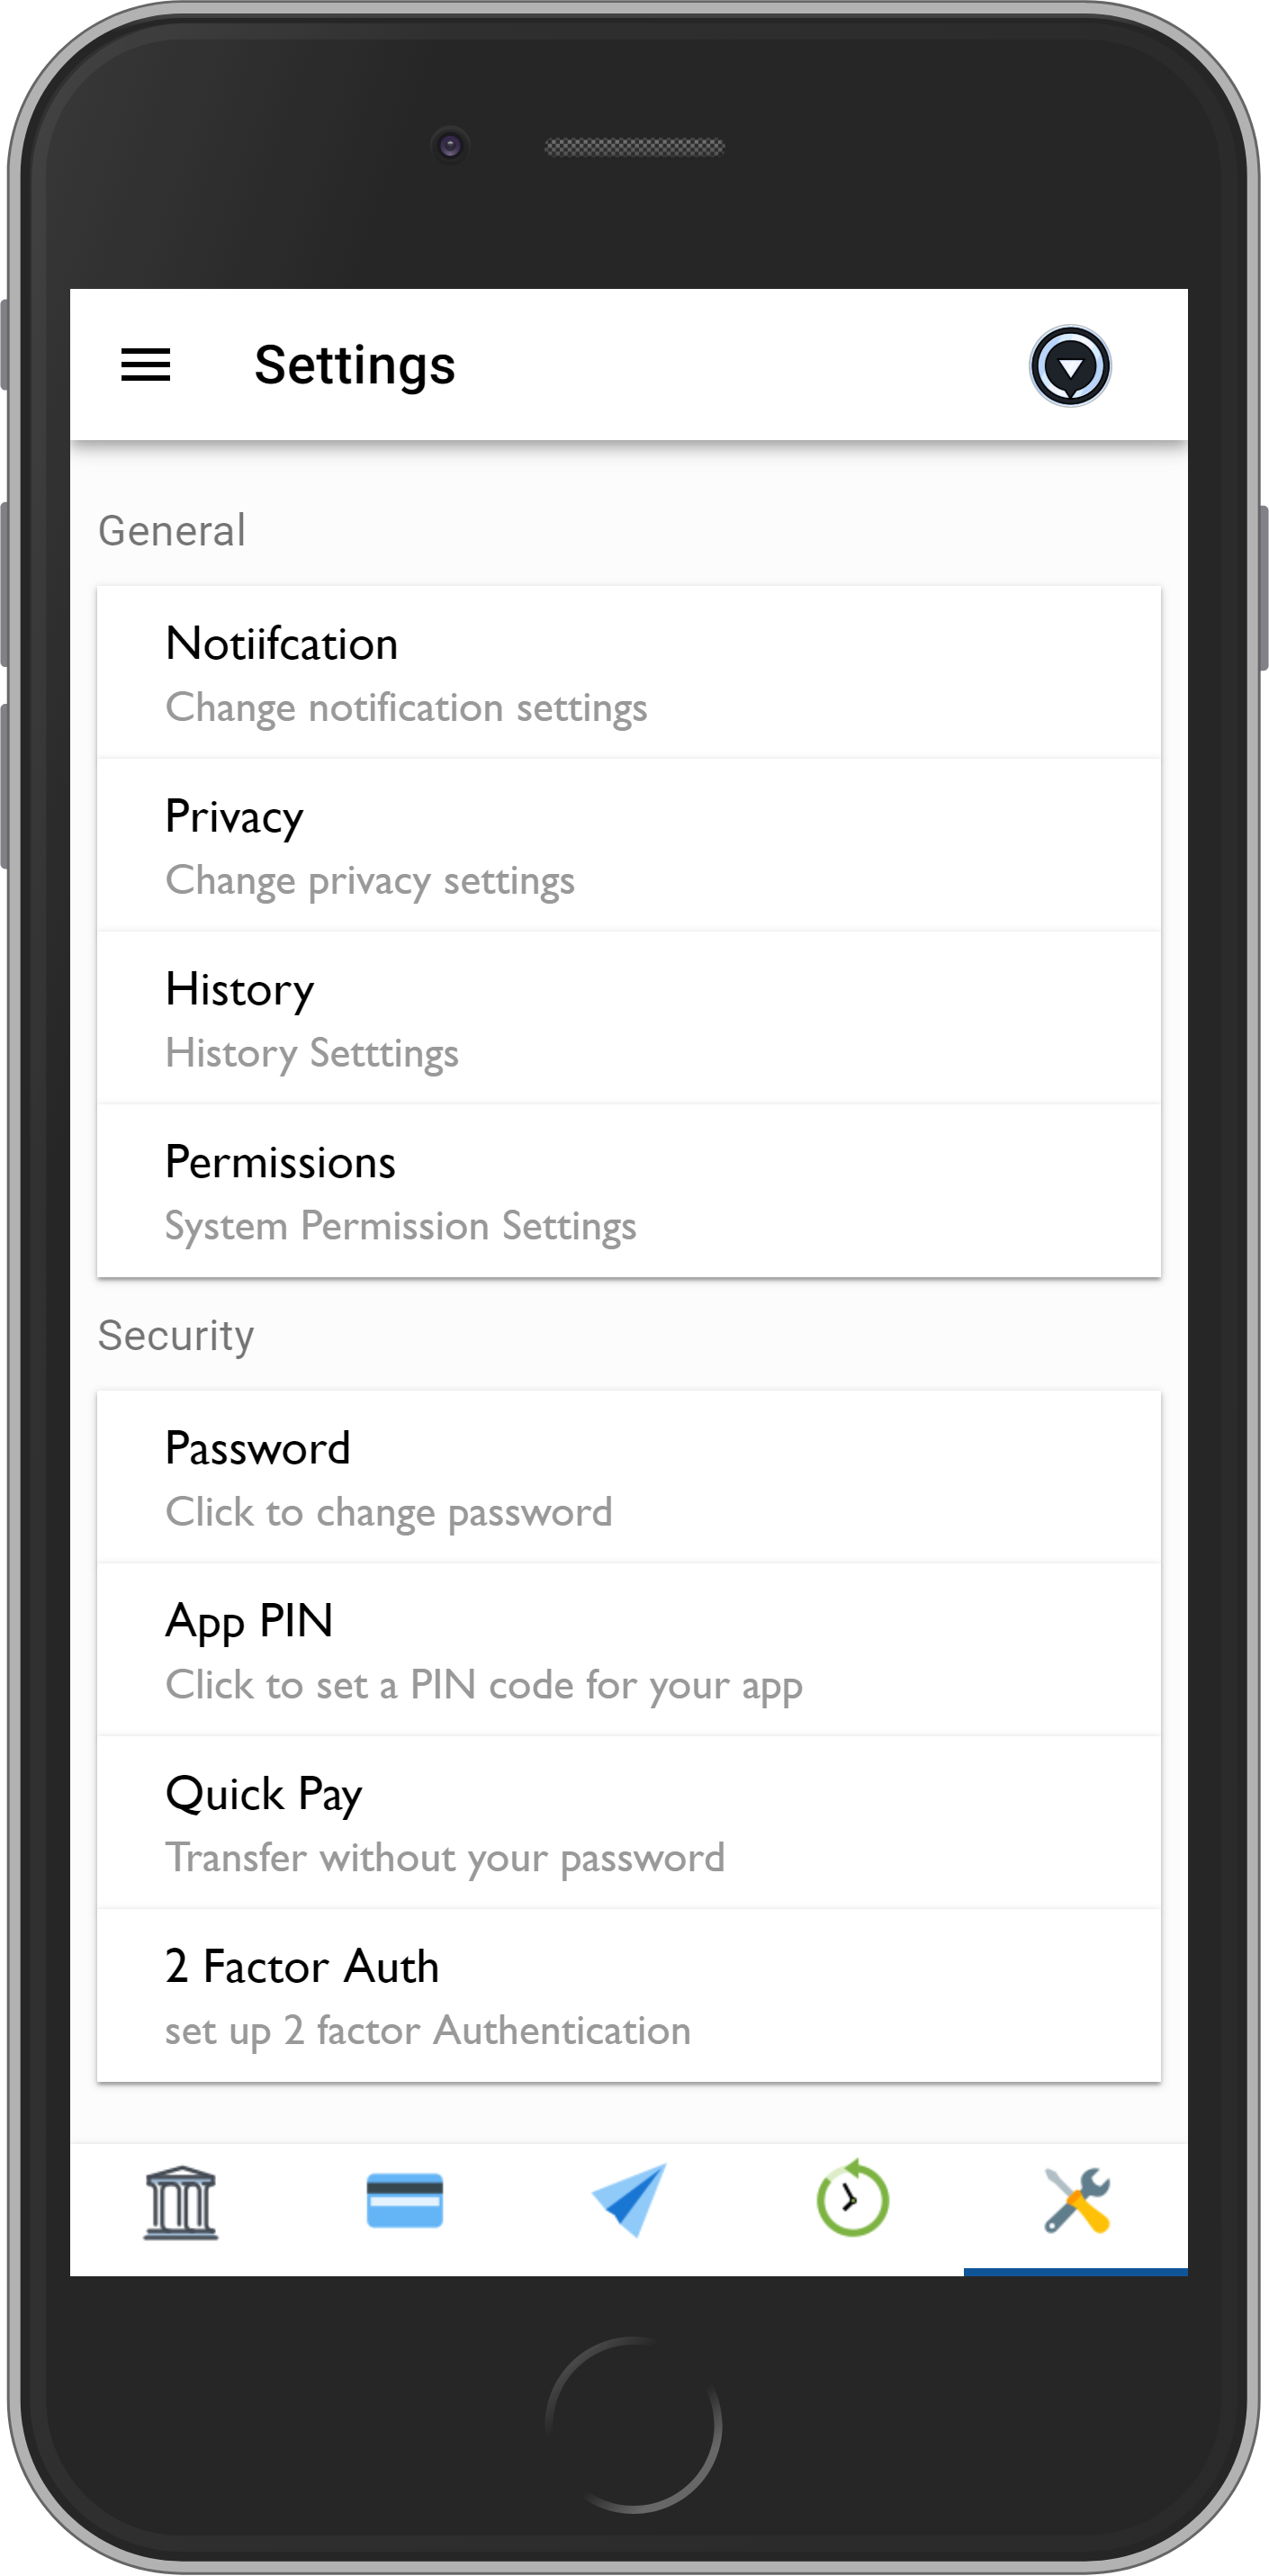 Settings
General
Notiifcation
Change notification settings
Privacy
Change privacy settings
History
History Setttings
Permissions
System Permission Settings
Security
Password
Click to change password
App PIN
Click to set a PIN code for your app
Quick Pay
Transfer without your password
2 Factor Auth
set up 2 factor Authentication